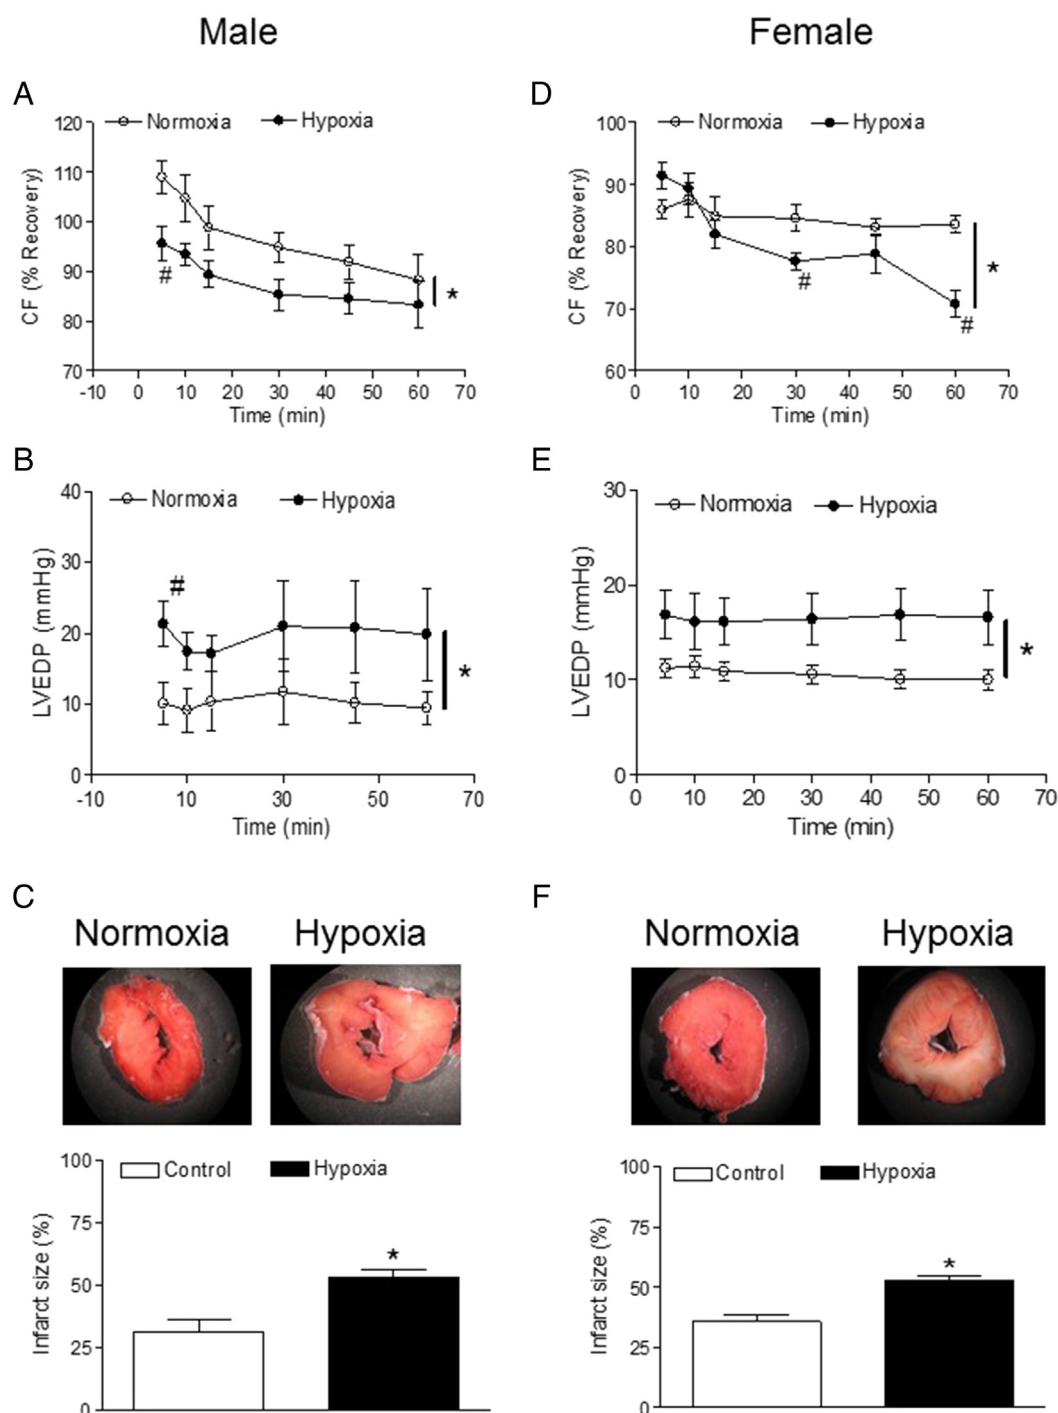 Male Female
A
120
110
100
90
80
70
CF (% Recovery)
Normoxia Hypoxia
#
*
-10 0 10 20 30 40 50 60 70
Time (min)
D
100
90
80
70
60
CF (% Recovery)
Normoxia Hypoxia
#
#
*
0 10 20 30 40 50 60 70
Time (min)
B
40
30
20
10
0
LVEDP (mmHg)
Normoxia Hypoxia
#
*
-10 10 30 50 70
Time (min)
E
30
20
10
0
LVEDP (mmHg)
Normoxia Hypoxia
*
0 10 20 30 40 50 60 70
Time (min)
C
Normoxia Hypoxia
100
75
50
25
0
Infarct size (%)
Control Hypoxia
*
F
Normoxia Hypoxia
100
75
50
25
0
Infarct size (%)
Control Hypoxia
*